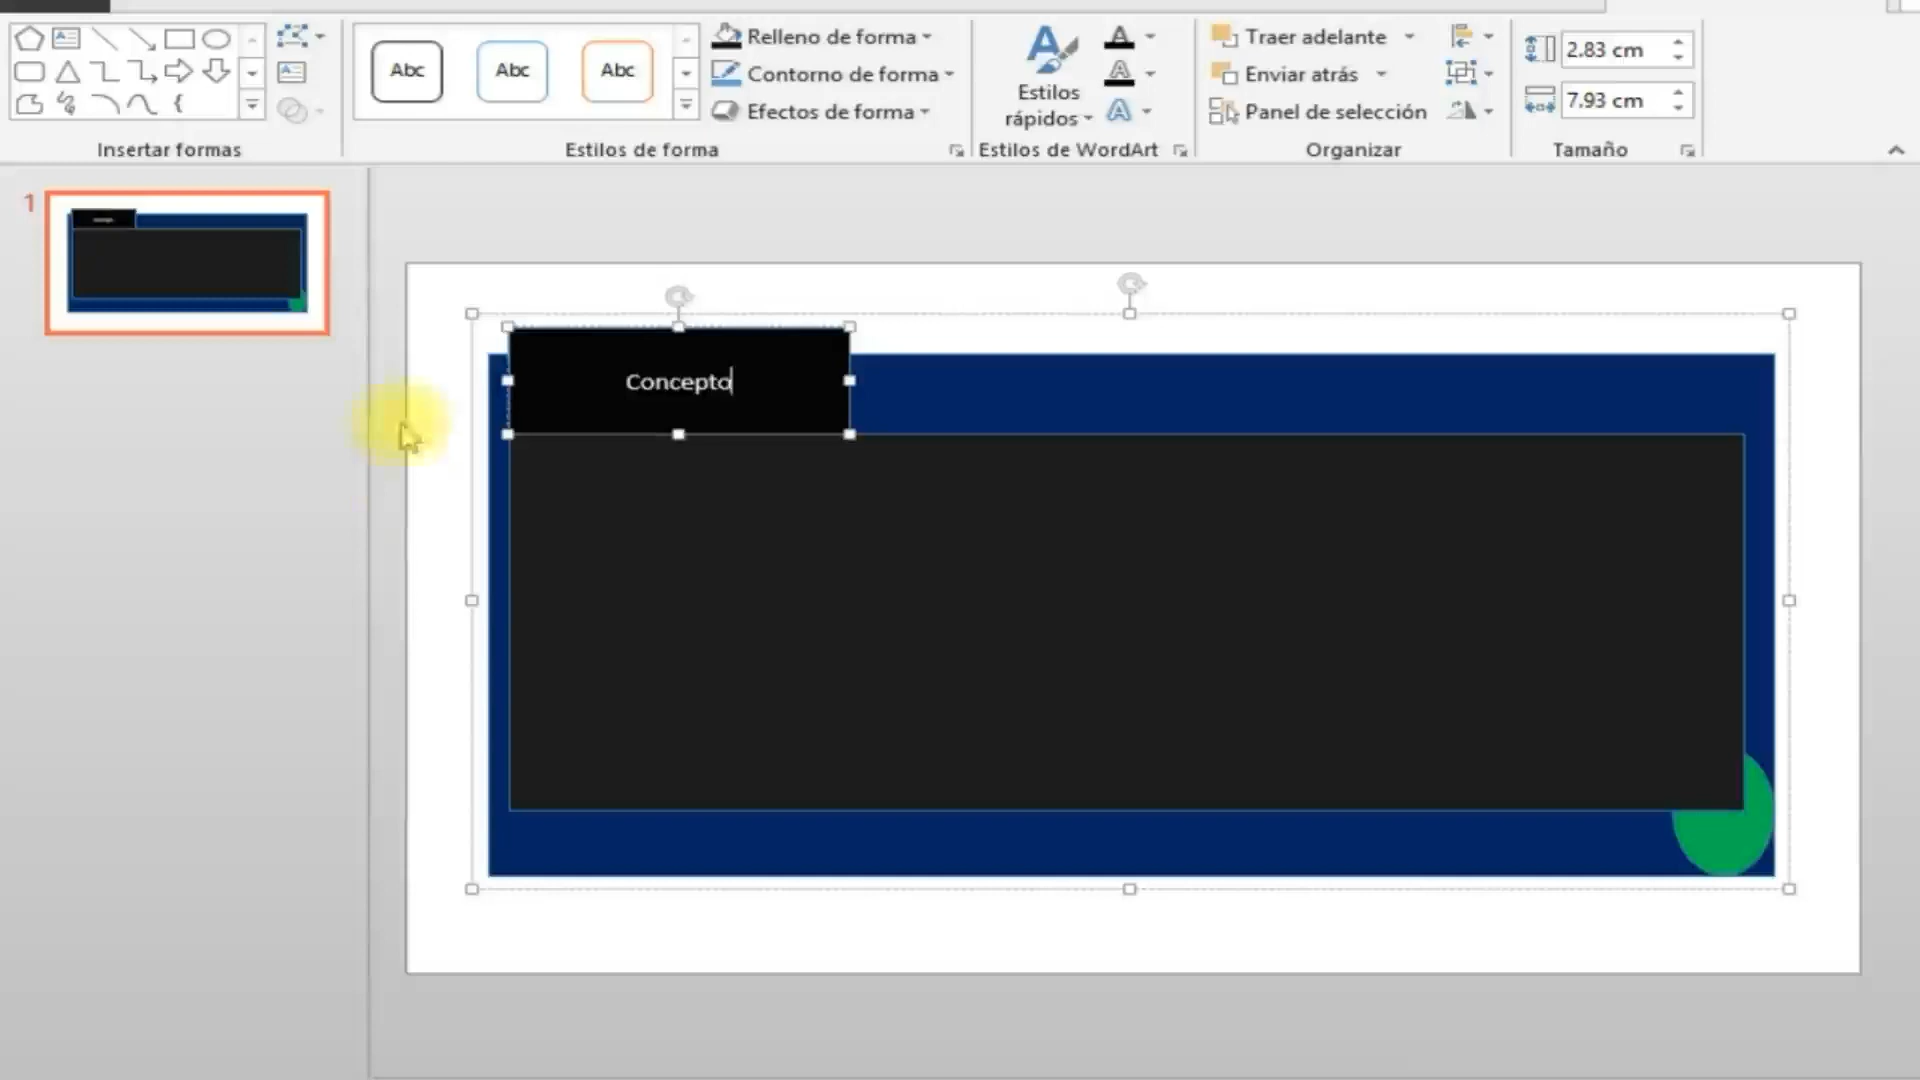 Abc
Abc
Abc
Relleno de forma
Contorno de forma
Efectos de forma
Estilos
rápidos
Traer adelante
Enviar atrás
Panel de selección
2.83 cm
7.93 cm
Insertar formas
Estilos de forma
Estilos de WordArt
Organizar
Tamaño
1
Concepto